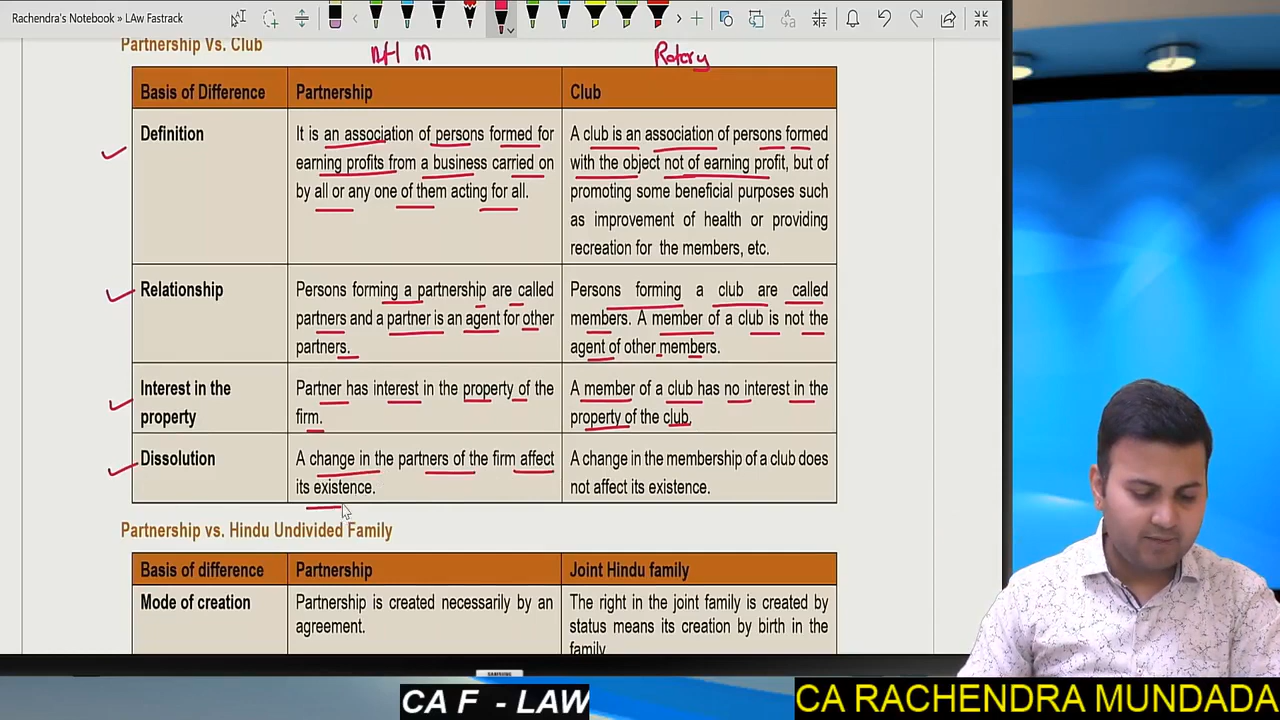 Rachendra's Notebook » LAw Fastrack
Partnership Vs. Club
M
Rotary
Basis of Difference
Partnership
Club
Definition
It is an association of persons formed for
earning profits from a business carried on
by all or any one of them acting for all.
A club is an association of persons formed
with the object not of earning profit, but of
promoting some beneficial purposes such
as improvement of health or providing
recreation for the members, etc.
Relationship
Persons forming a partnership are called
partners and a partner is an agent for other
partners.
Persons forming a club are called
members. A member of a club is not the
agent of other members.
Interest in the
property
Partner has interest in the property of the
firm.
A member of a club has no interest in the
property of the club.
Dissolution
A change in the partners of the firm affect
its existence.
A change in the membership of a club does
not affect its existence.
Partnership vs. Hindu Undivided Family
Basis of difference
Partnership
Joint Hindu family
Mode of creation
Partnership is created necessarily by an
agreement.
The right in the joint family is created by
status means its creation by birth in the
family
SAMSUNG
CA F - LAW
CA RACHENDRA MUNDADA